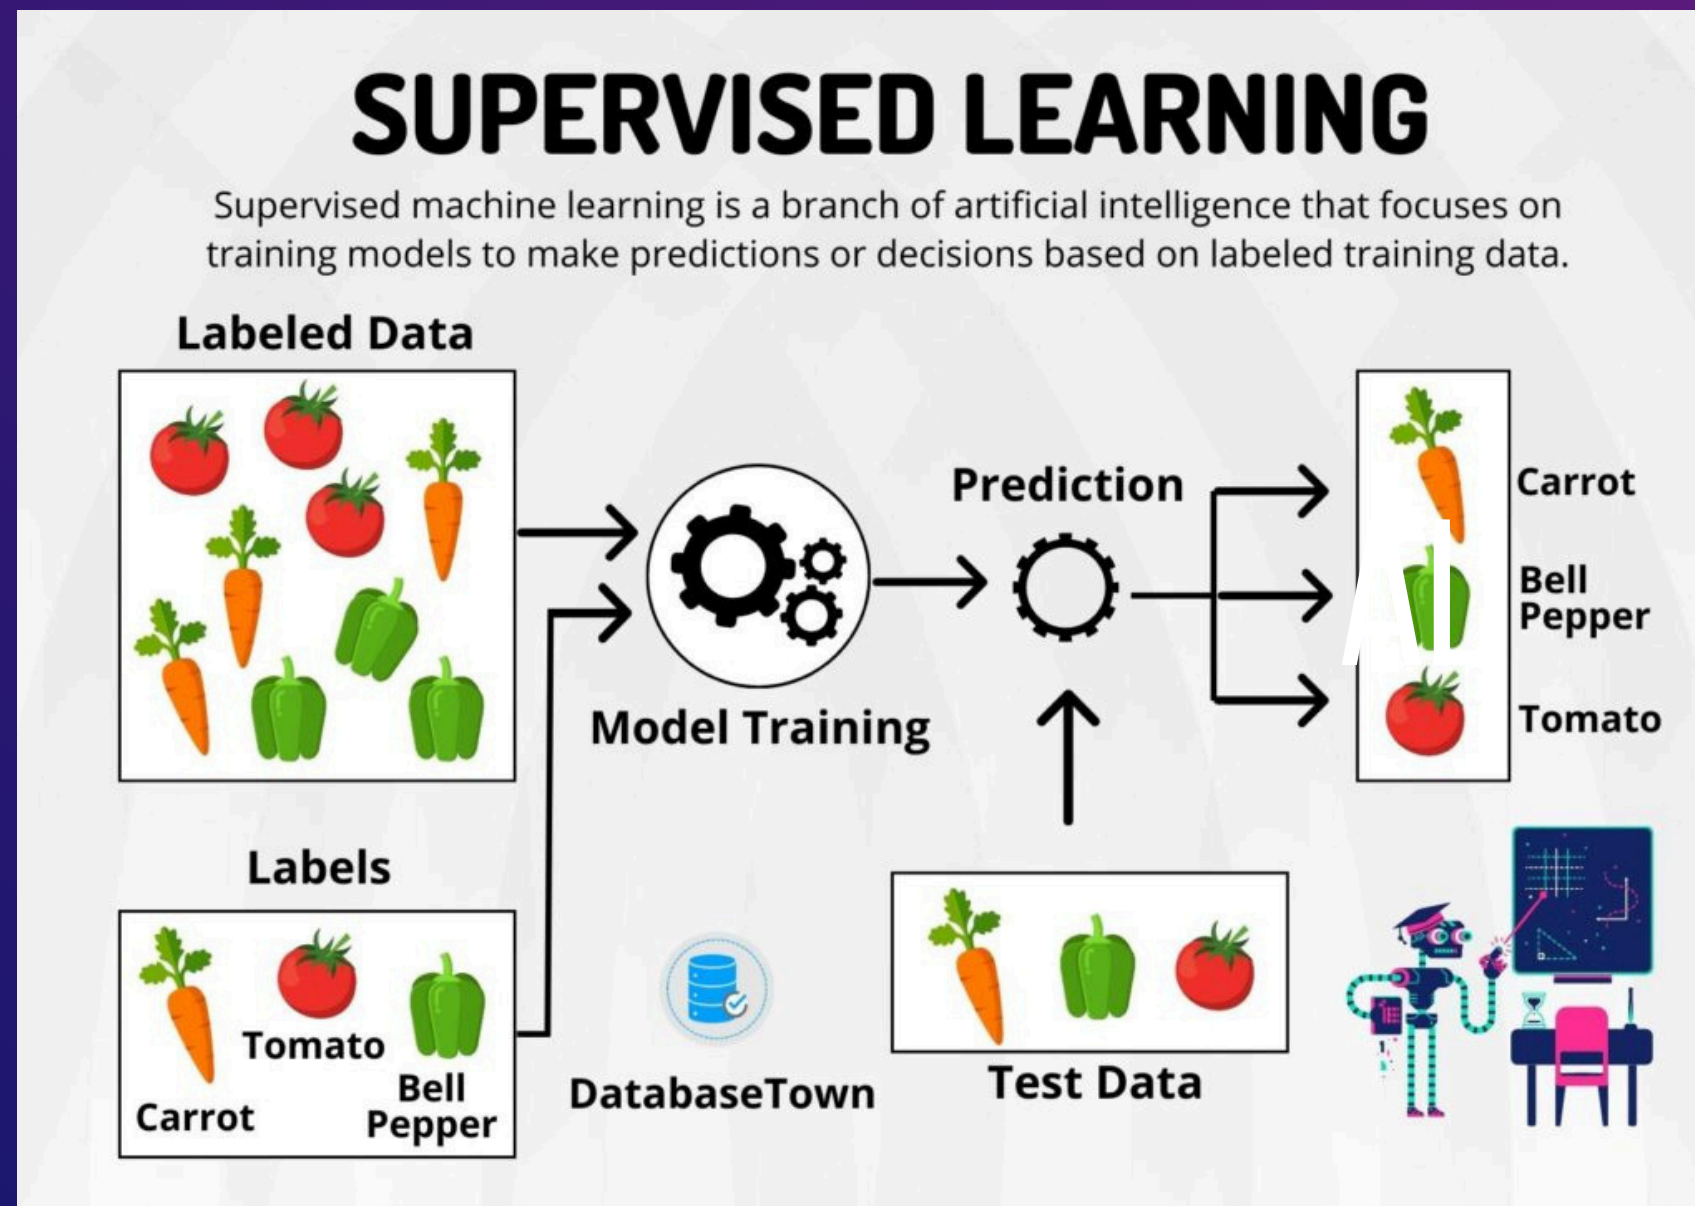 SUPERVISED LEARNING
Supervised machine learning is a branch of artificial intelligence that focuses on
training models to make predictions or decisions based on labeled training data.
Labeled Data
Model Training
Prediction
Carrot
Bell
Pepper
Tomato
AI
Labels
Carrot
Tomato
Bell
Pepper
DatabaseTown
Test Data